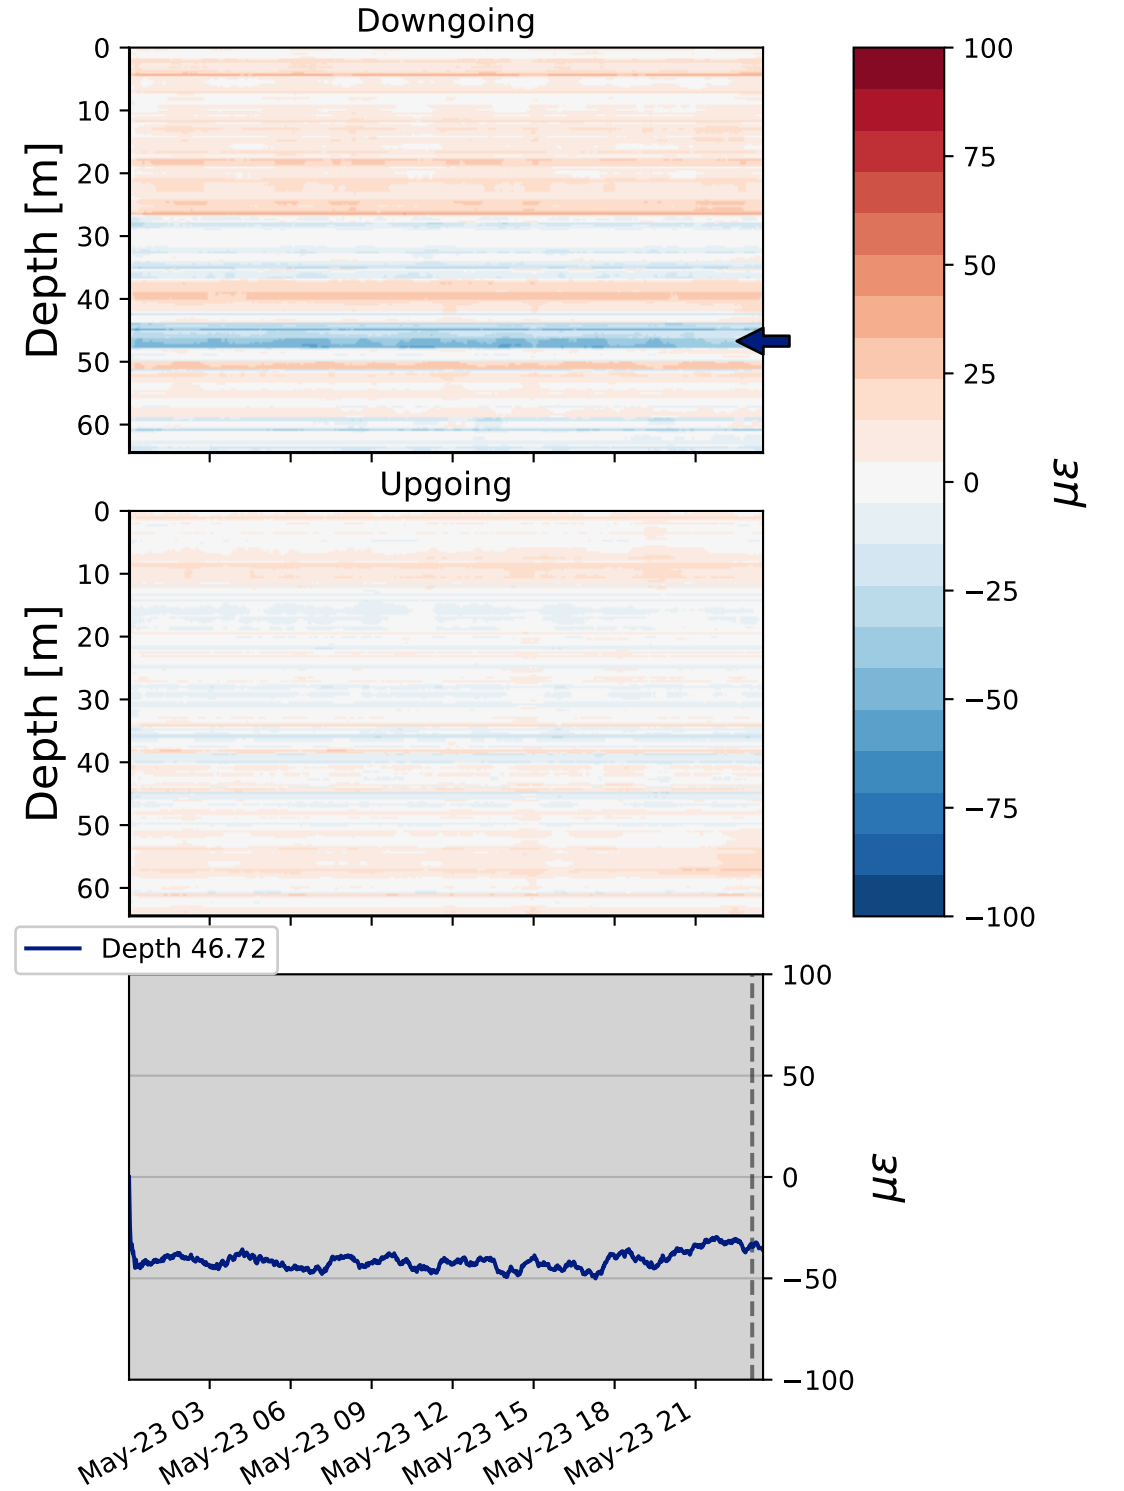 Downgoing
0
10
20
30
40
50
60
Depth [m]
100
75
50
25
0
−25
−50
−75
−100
με
Upgoing
0
10
20
30
40
50
60
Depth [m]
Depth 46.72
100
50
0
−50
−100
με
May-23 03
May-23 06
May-23 09
May-23 12
May-23 15
May-23 18
May-23 21